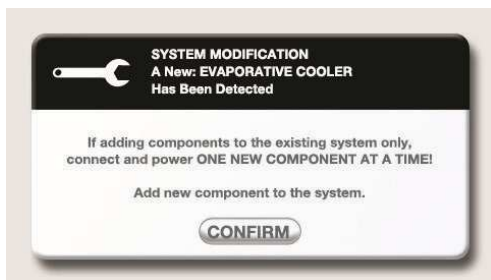 SYSTEM MODIFICATION
A New: EVAPORATIVE COOLER
Has Been Detected
If adding components to the existing system only,
connect and power ONE NEW COMPONENT AT A TIME!
Add new component to the system.
CONFIRM